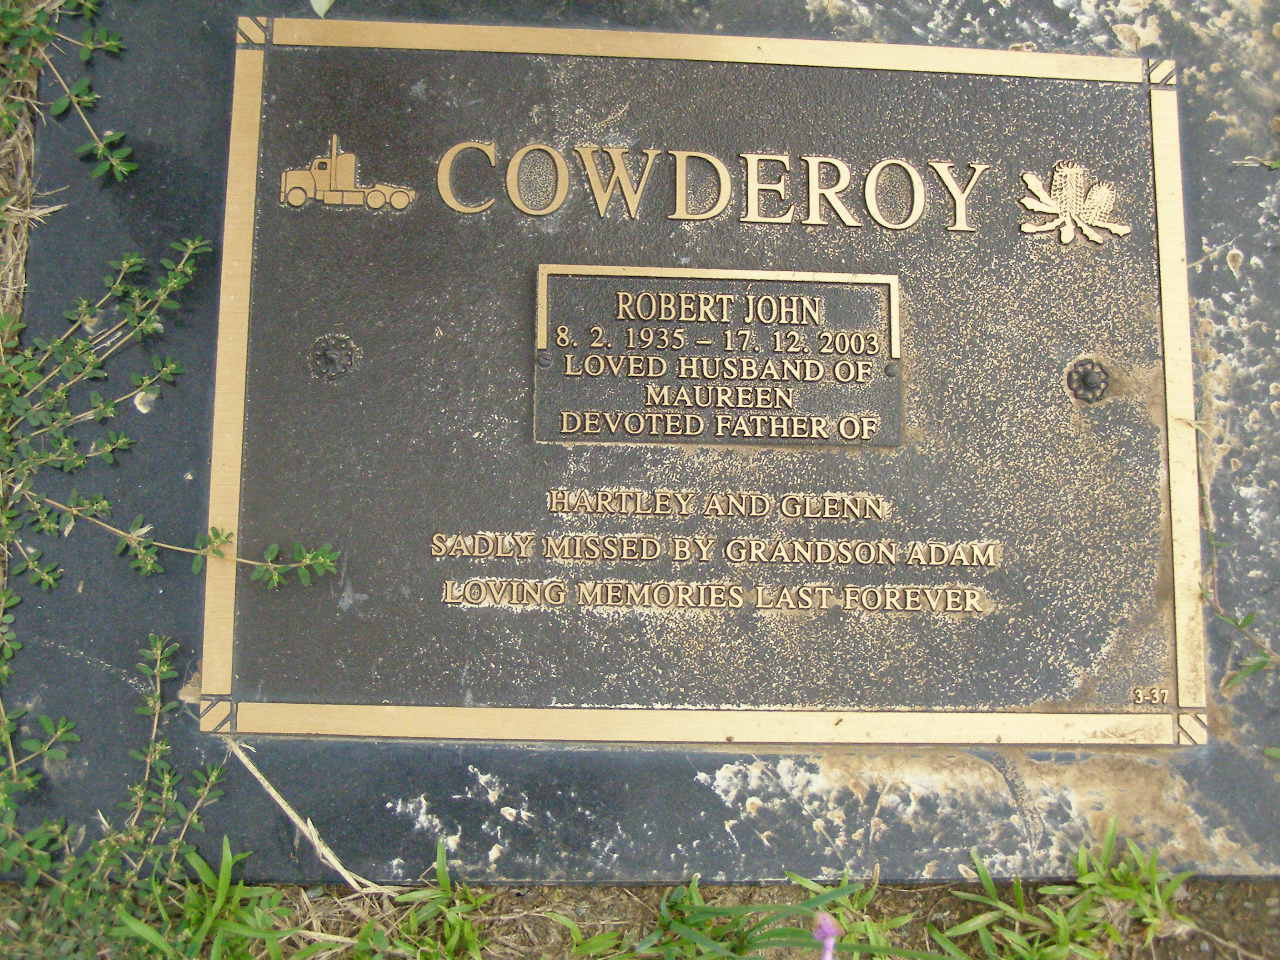 COWDEROY
ROBERT JOHN
8. 2. 1935 – 17. 12. 2003
LOVED HUSBAND OF
MAUREEN
DEVOTED FATHER OF
HARTLEY AND GLENN
SADLY MISSED BY GRANDSON ADAM
LOVING MEMORIES LAST FOREVER
3-37